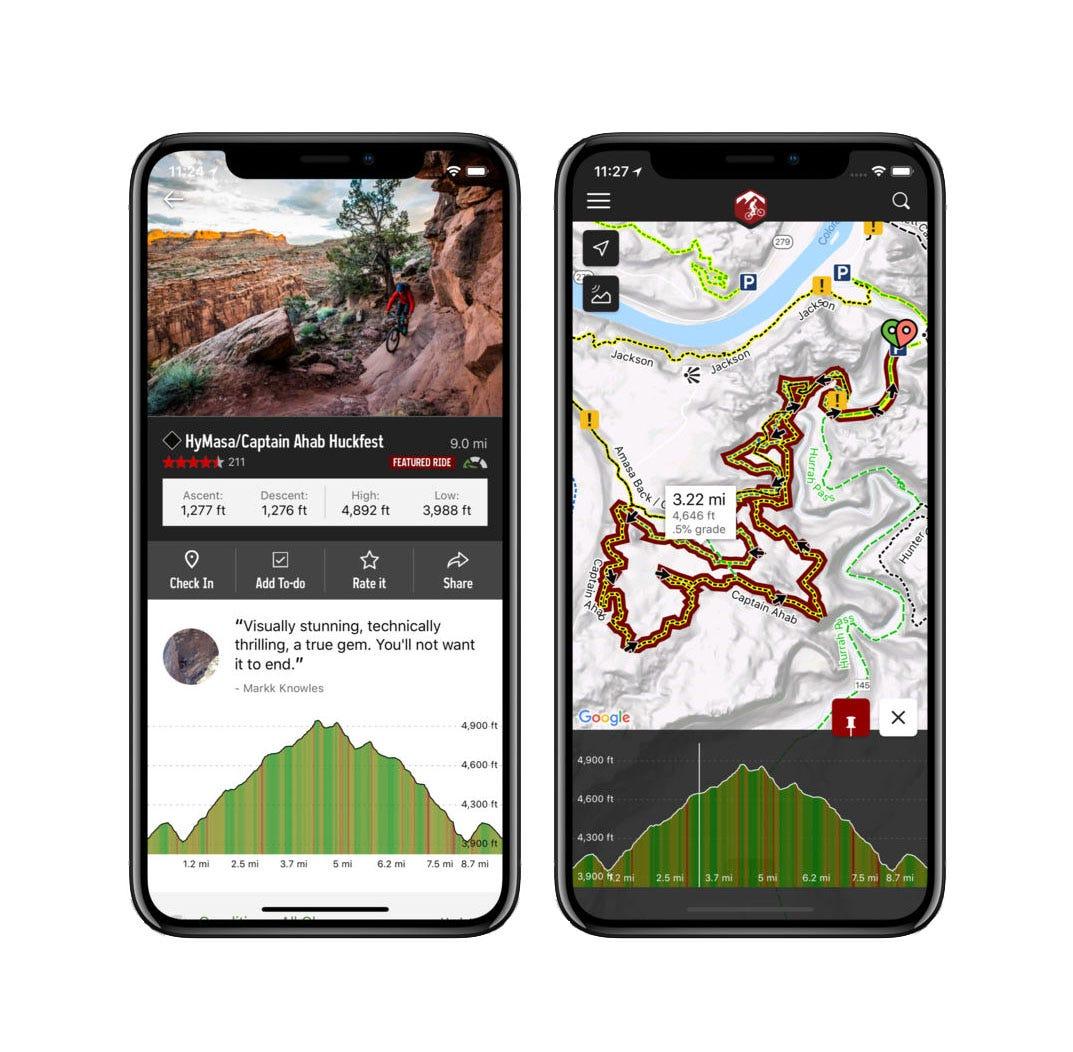 11:24
HyMasa/Captain Ahab Huckfest
9.0 mi
211
FEATURED RIDE
Ascent: Descent: High: Low:
1,277 ft 1,276 ft 4,892 ft 3,988 ft
Check In Add To-do Rate it Share
“Visually stunning, technically
thrilling, a true gem. You'll not want
it to end.”
- Markk Knowles
4,900 ft
4,600 ft
4,300 ft
3,900 ft
1.2 mi 2.5 mi 3.7 mi 5 mi 6.2 mi 7.5 mi 8.7 mi
11:27
279
P
P
!
!
Jackson
Jackson
Jackson
!
!
Hurrah Pass
Amasa Back /
3.22 mi
4,646 ft
.5% grade
Hunter
Captain Ahab
Captain Ahab
Hurrah Pass
145
Google
4,900 ft
4,600 ft
4,300 ft
3,900 ft
1.2 mi 2.5 mi 3.7 mi 5 mi 6.2 mi 7.5 mi 8.7 mi